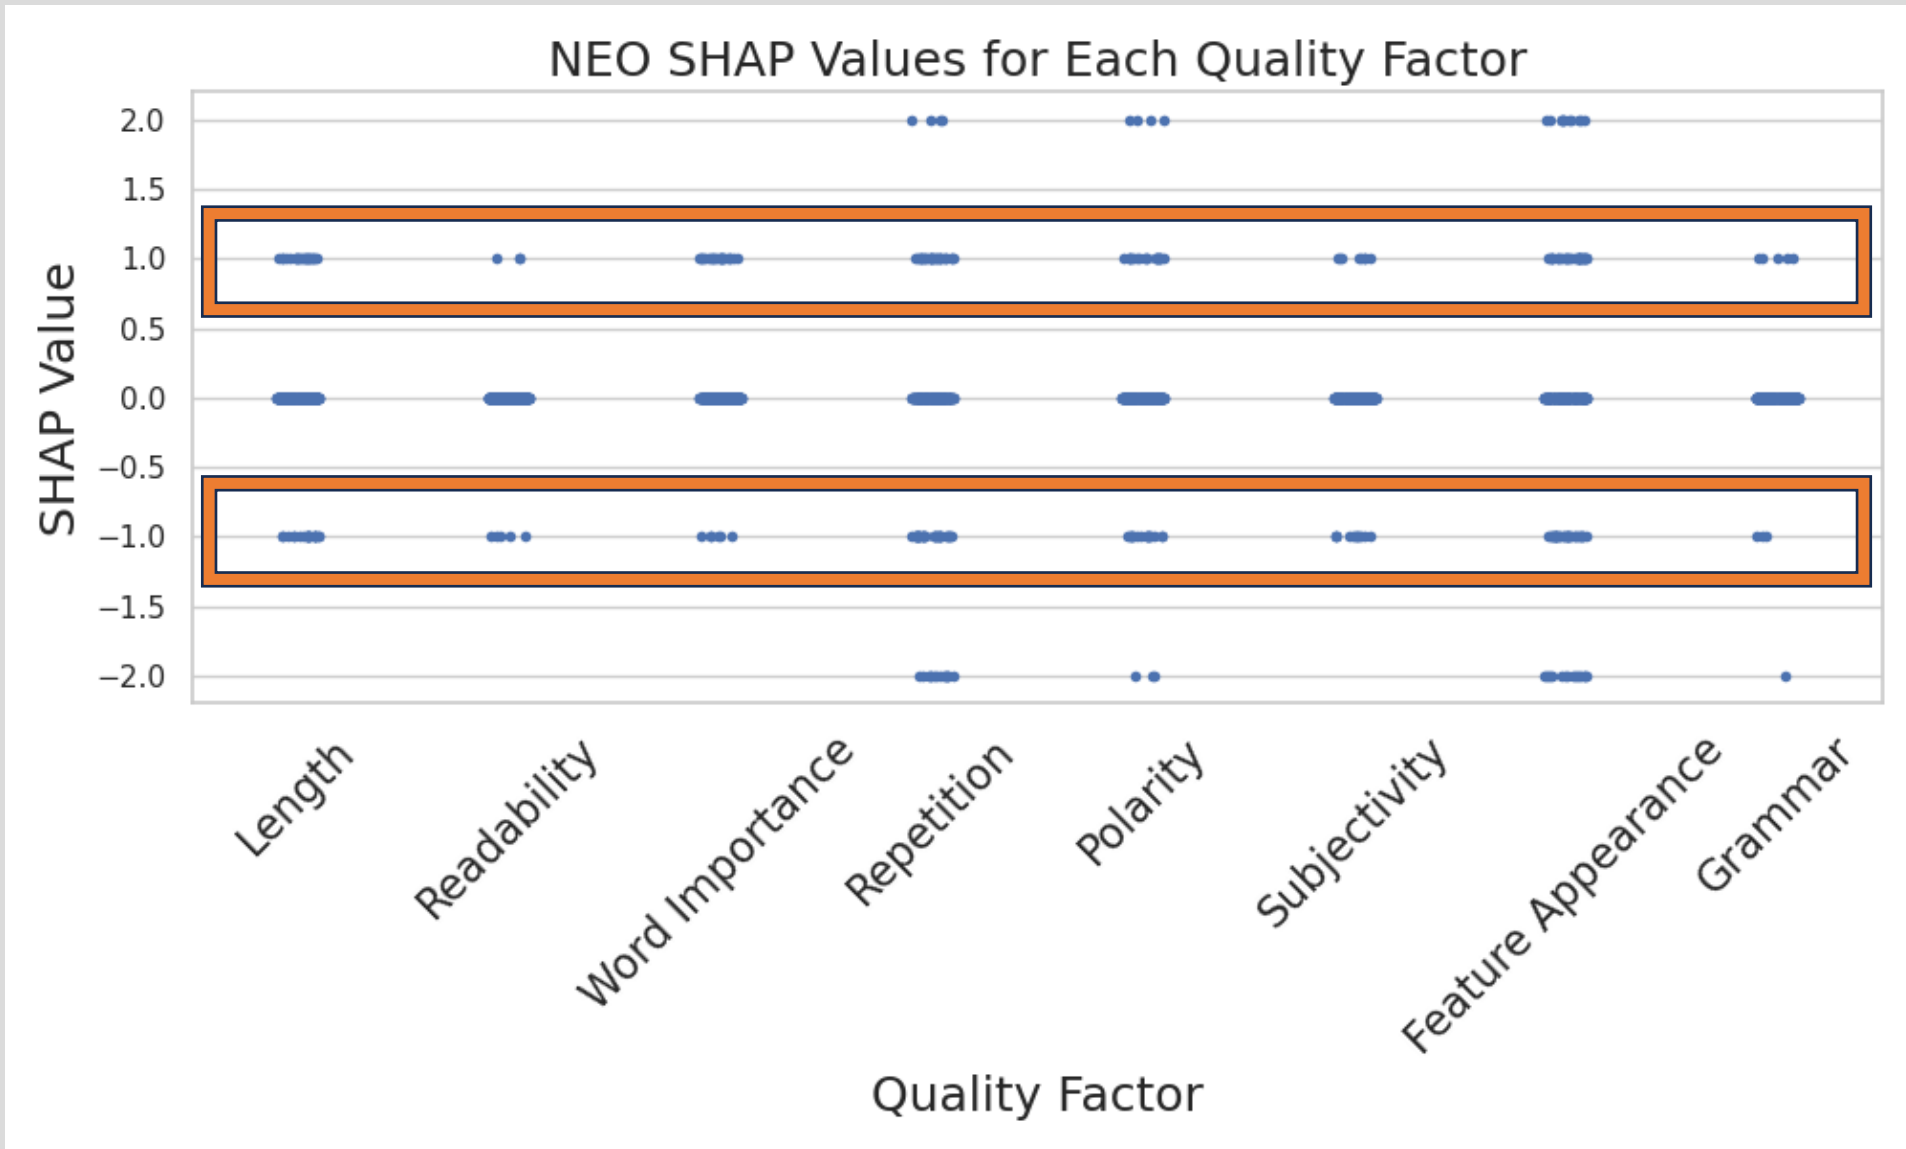 NEO SHAP Values for Each Quality Factor
SHAP Value
2.0
1.5
1.0
0.5
0.0
−0.5
−1.0
−1.5
−2.0
Length
Readability
Word Importance
Repetition
Polarity
Subjectivity
Feature Appearance
Grammar
Quality Factor